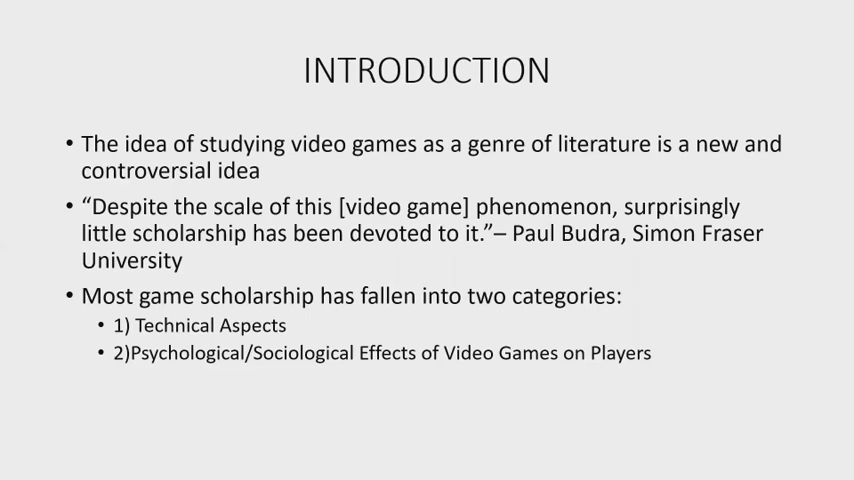 INTRODUCTION
• The idea of studying video games as a genre of literature is a new and
controversial idea
• “Despite the scale of this [video game] phenomenon, surprisingly
little scholarship has been devoted to it.”– Paul Budra, Simon Fraser
University
• Most game scholarship has fallen into two categories:
• 1) Technical Aspects
• 2)Psychological/Sociological Effects of Video Games on Players